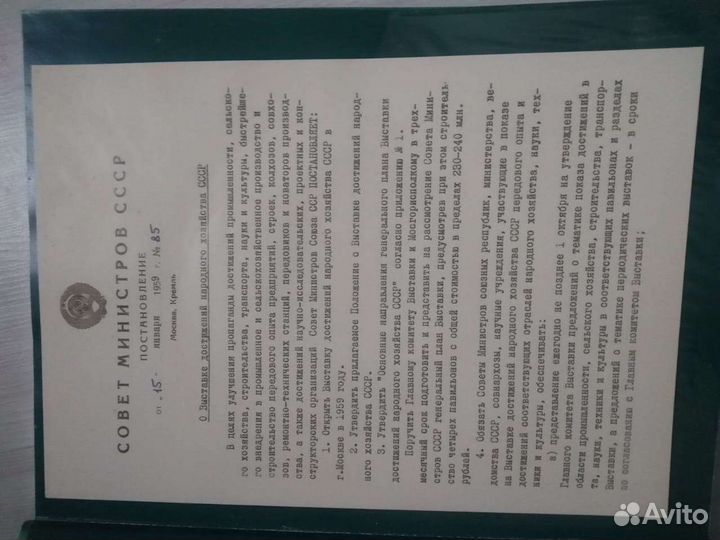 СОВЕТ МИНИСТРОВ СССР
ПОСТАНОВЛЕНИЕ
от "15" января 1959 г. № 85
Москва, Кремль
О Выставке достижений народного хозяйства СССР
В целях улучшения пропаганды достижений промышленности, сельско-
го хозяйства, строительства, транспорта, науки и культуры, быстрейше-
го внедрения в промышленное и сельскохозяйственное производство и
строительство передового опыта предприятий, строек, колхозов, совхо-
зов, ремонтно-технических станций, передовиков и новаторов производ-
ства, а также достижений научно-исследовательских, проектных и кон-
структорских организаций Совет Министров Союза ССР ПОСТАНОВЛЯЕТ:
1. Открыть Выставку достижений народного хозяйства СССР в
г.Москве в 1959 году.
2. Утвердить прилагаемое Положение о Выставке достижений народ-
ного хозяйства СССР.
3. Утвердить "Основные направления генерального плана Выставки
достижений народного хозяйства СССР" согласно приложению № 1.
Поручить Главному комитету Выставки и Мосгорисполкому в трех-
месячный срок подготовить и представить на рассмотрение Совета Мини-
стров СССР генеральный план Выставки, предусмотрев при этом строитель-
ство четырех павильонов с общей стоимостью в пределах 230-240 млн.
рублей.
4. Обязать Советы Министров союзных республик, министерства, ве-
домства СССР, совнархозы, научные учреждения, участвующие в показе
на Выставке достижений народного хозяйства СССР передового опыта и
достижений соответствующих отраслей народного хозяйства, науки, тех-
ники и культуры, обеспечивать:
а) представление ежегодно не позднее 1 октября на утверждение
Главного комитета Выставки предложений о тематике показа достижений в
области промышленности, сельского хозяйства, строительства, транспор-
та, науки, техники и культуры в соответствующих павильонах и разделах
Выставки, а предложений о тематике периодических выставок - в сроки
по согласованию с Главным комитетом Выставки;
Avito